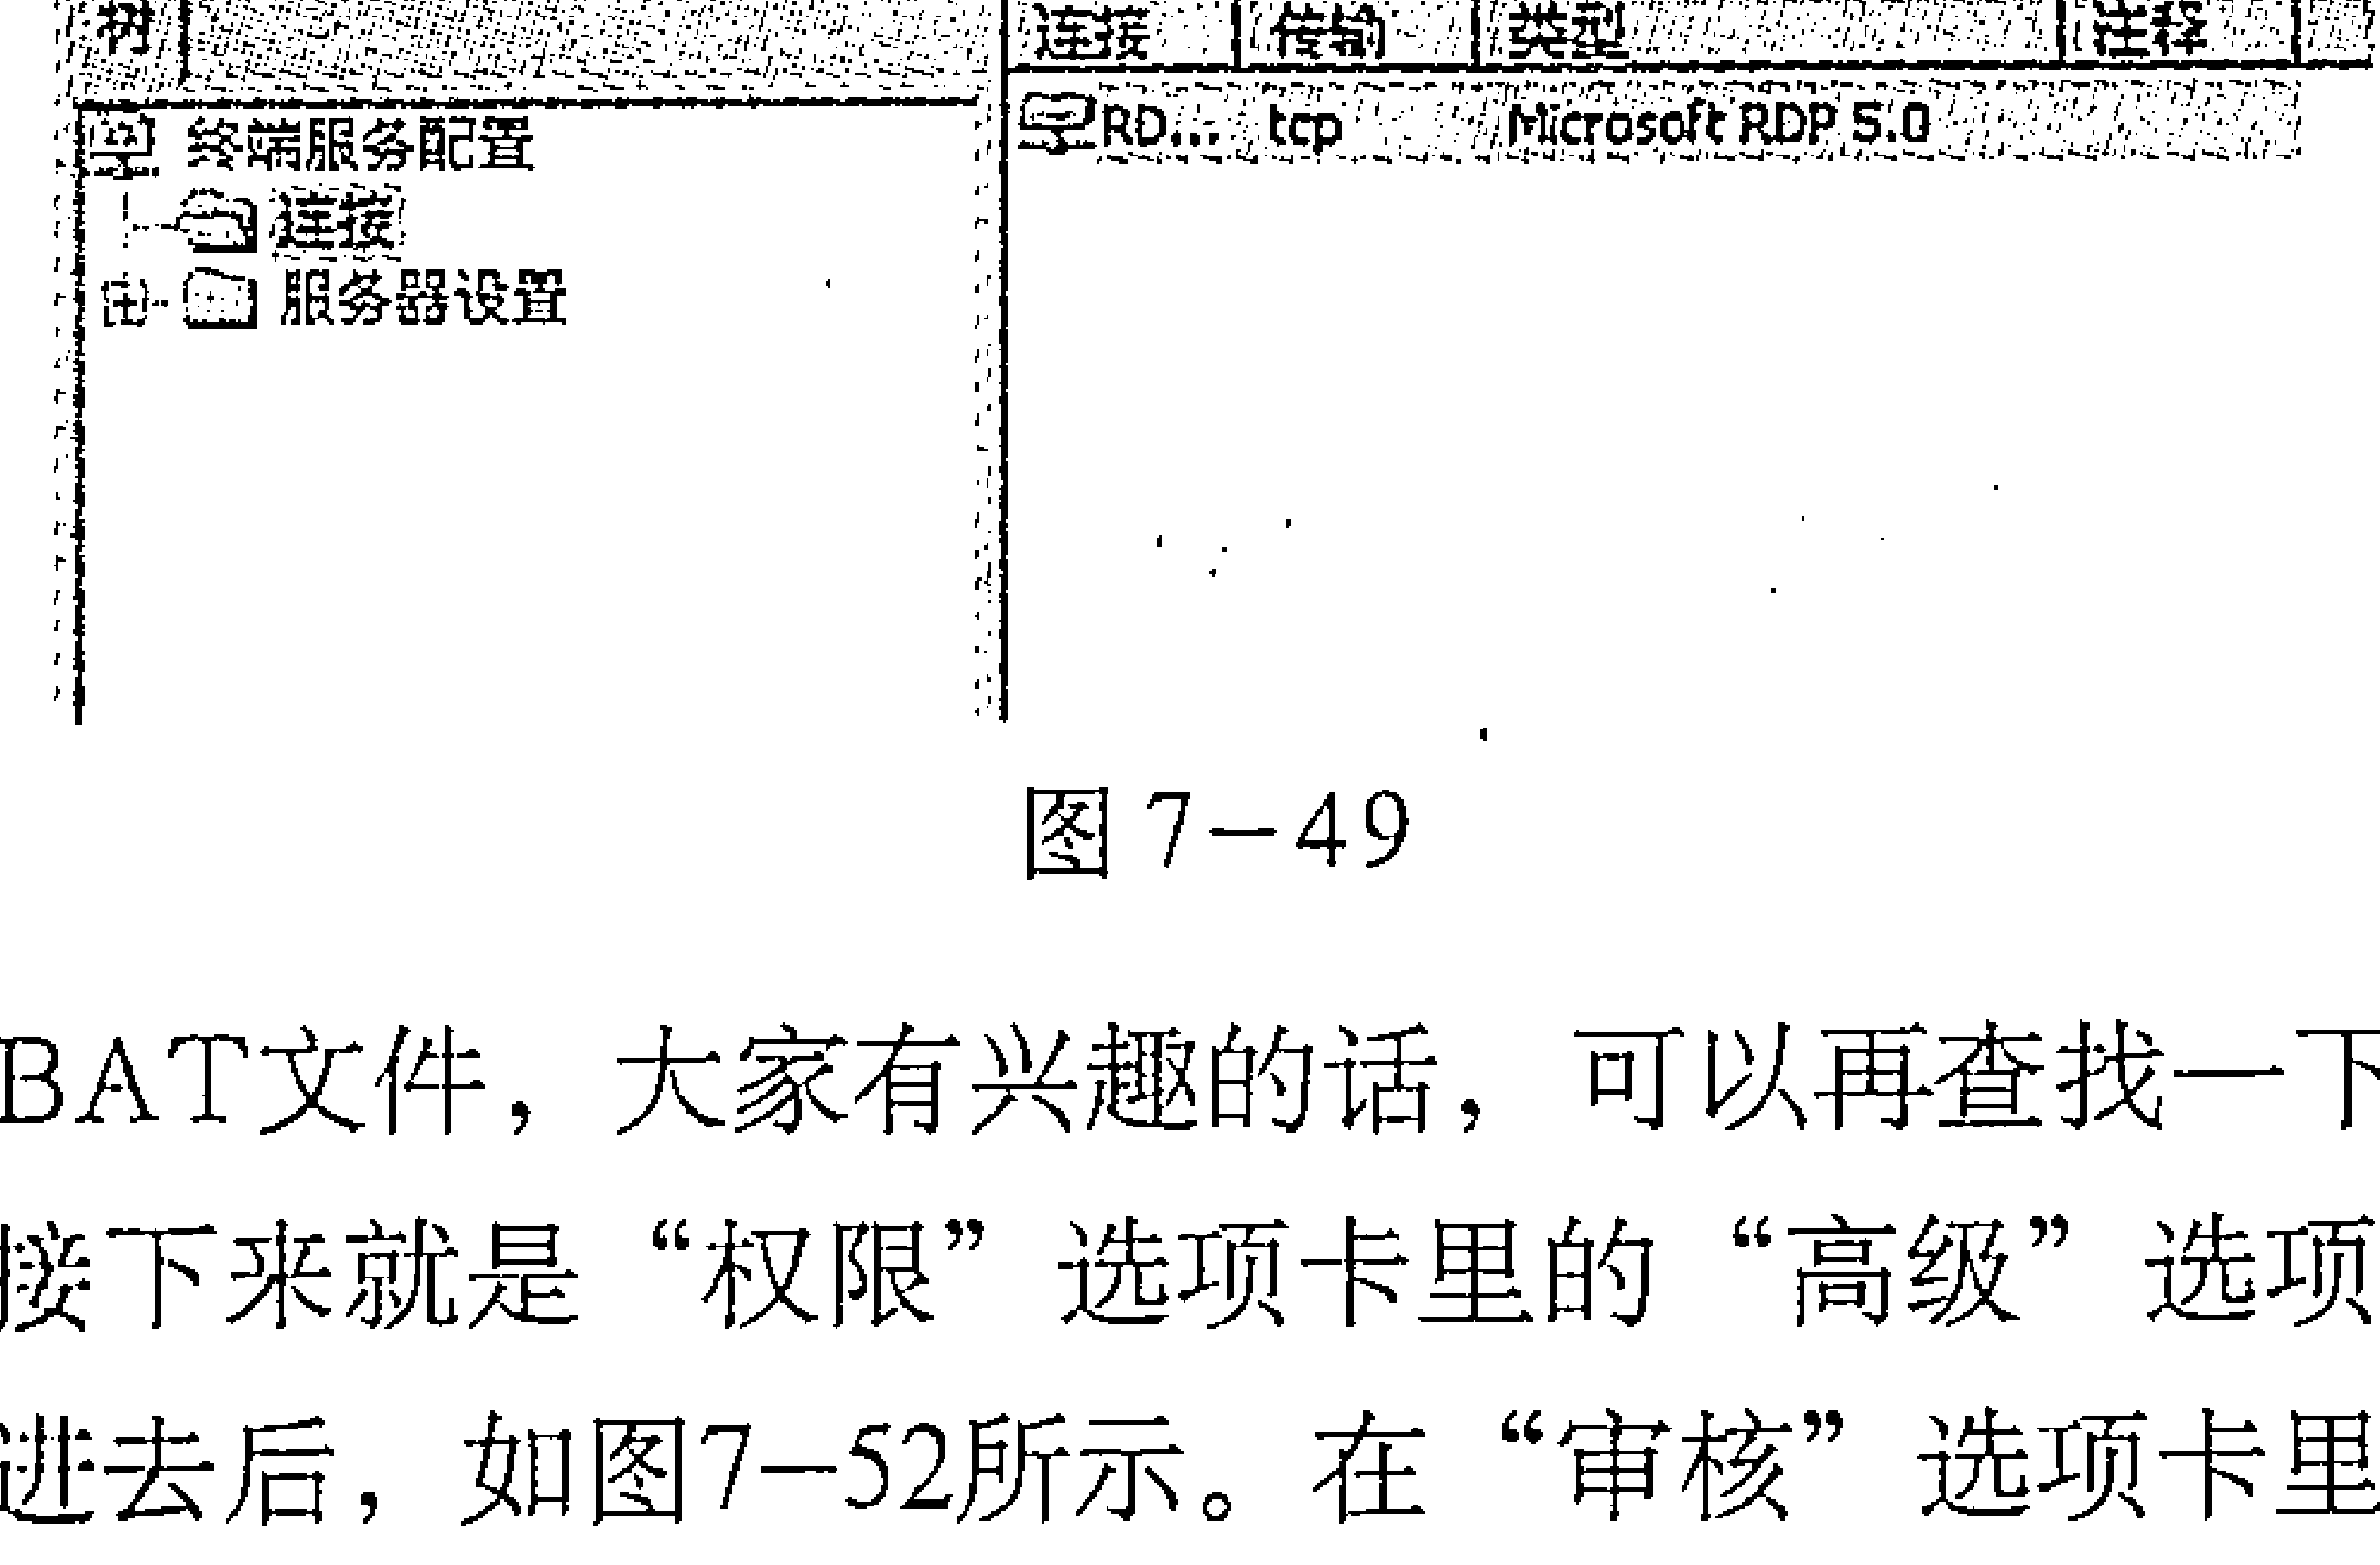 树
连接 传输 类型 注释
终端服务配置
连接
服务器设置
RD... tcp Microsoft RDP 5.0
图 7-49
BAT文件，大家有兴趣的话，可以再查找一下
接下来就是“权限”选项卡里的“高级”选项
进去后，如图7-52所示。在“审核”选项卡里